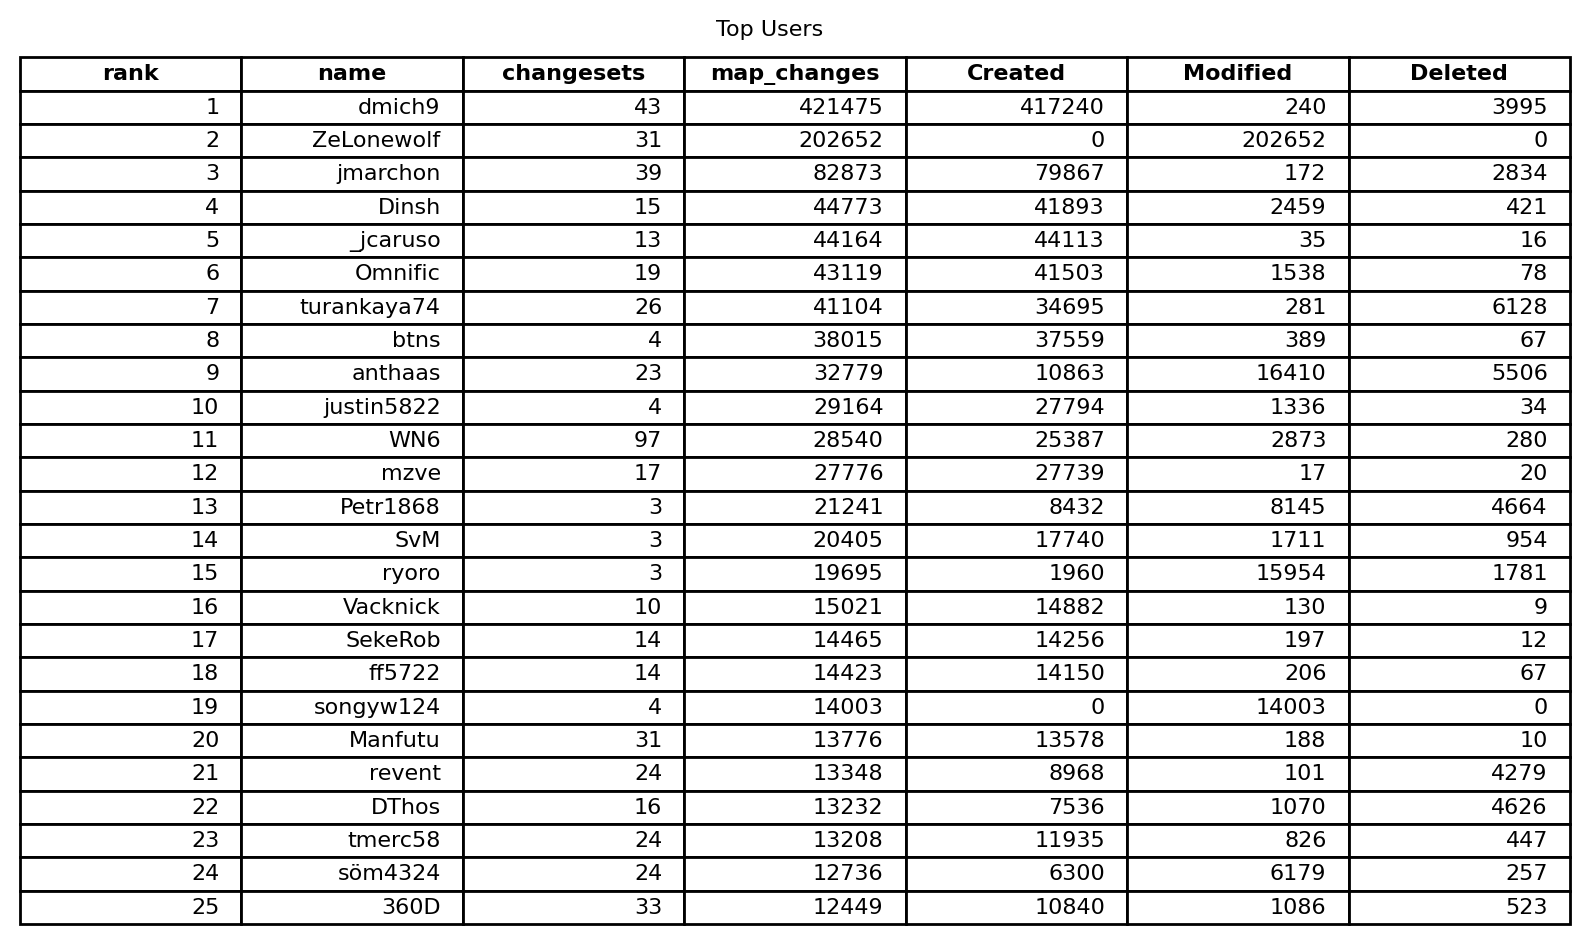 Top Users
rank name changesets map_changes Created Modified Deleted
1 dmich9 43 421475 417240 240 3995
2 ZeLonewolf 31 202652 0 202652 0
3 jmarchon 39 82873 79867 172 2834
4 Dinsh 15 44773 41893 2459 421
5 _jcaruso 13 44164 44113 35 16
6 Omnific 19 43119 41503 1538 78
7 turankaya74 26 41104 34695 281 6128
8 btns 4 38015 37559 389 67
9 anthaas 23 32779 10863 16410 5506
10 justin5822 4 29164 27794 1336 34
11 WN6 97 28540 25387 2873 280
12 mzve 17 27776 27739 17 20
13 Petr1868 3 21241 8432 8145 4664
14 SvM 3 20405 17740 1711 954
15 ryoro 3 19695 1960 15954 1781
16 Vacknick 10 15021 14882 130 9
17 SekeRob 14 14465 14256 197 12
18 ff5722 14 14423 14150 206 67
19 songyw124 4 14003 0 14003 0
20 Manfutu 31 13776 13578 188 10
21 revent 24 13348 8968 101 4279
22 DThos 16 13232 7536 1070 4626
23 tmerc58 24 13208 11935 826 447
24 söm4324 24 12736 6300 6179 257
25 360D 33 12449 10840 1086 523